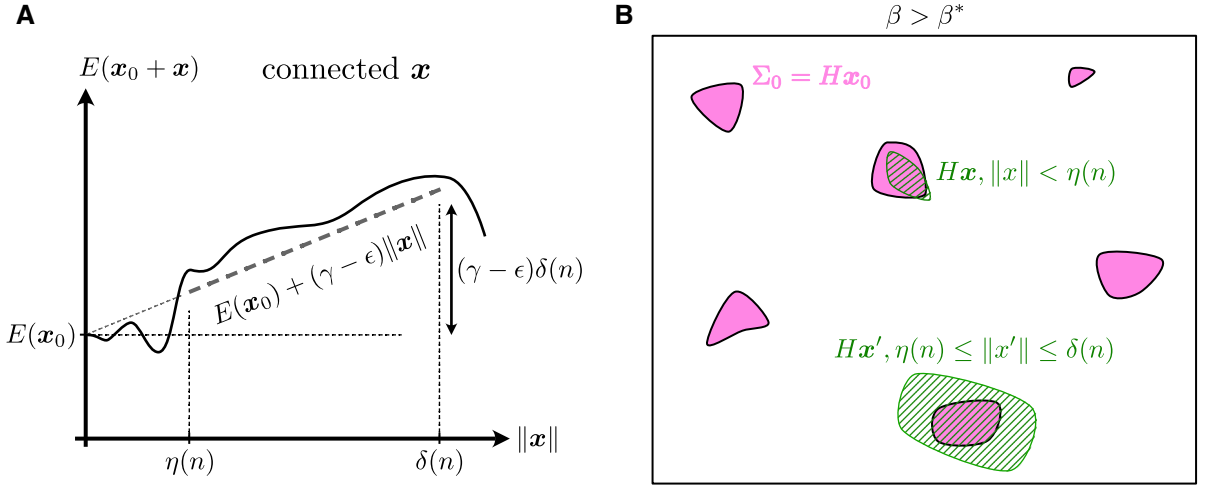 A
E(x₀ + x)
connected x
E(x₀) + (γ − ϵ)‖x‖
(γ − ϵ)δ(n)
E(x₀)
‖x‖
η(n)
δ(n)
B
β > β*
Σ₀ = Hx₀
Hx, ‖x‖ < η(n)
Hx′, η(n) ≤ ‖x′‖ ≤ δ(n)